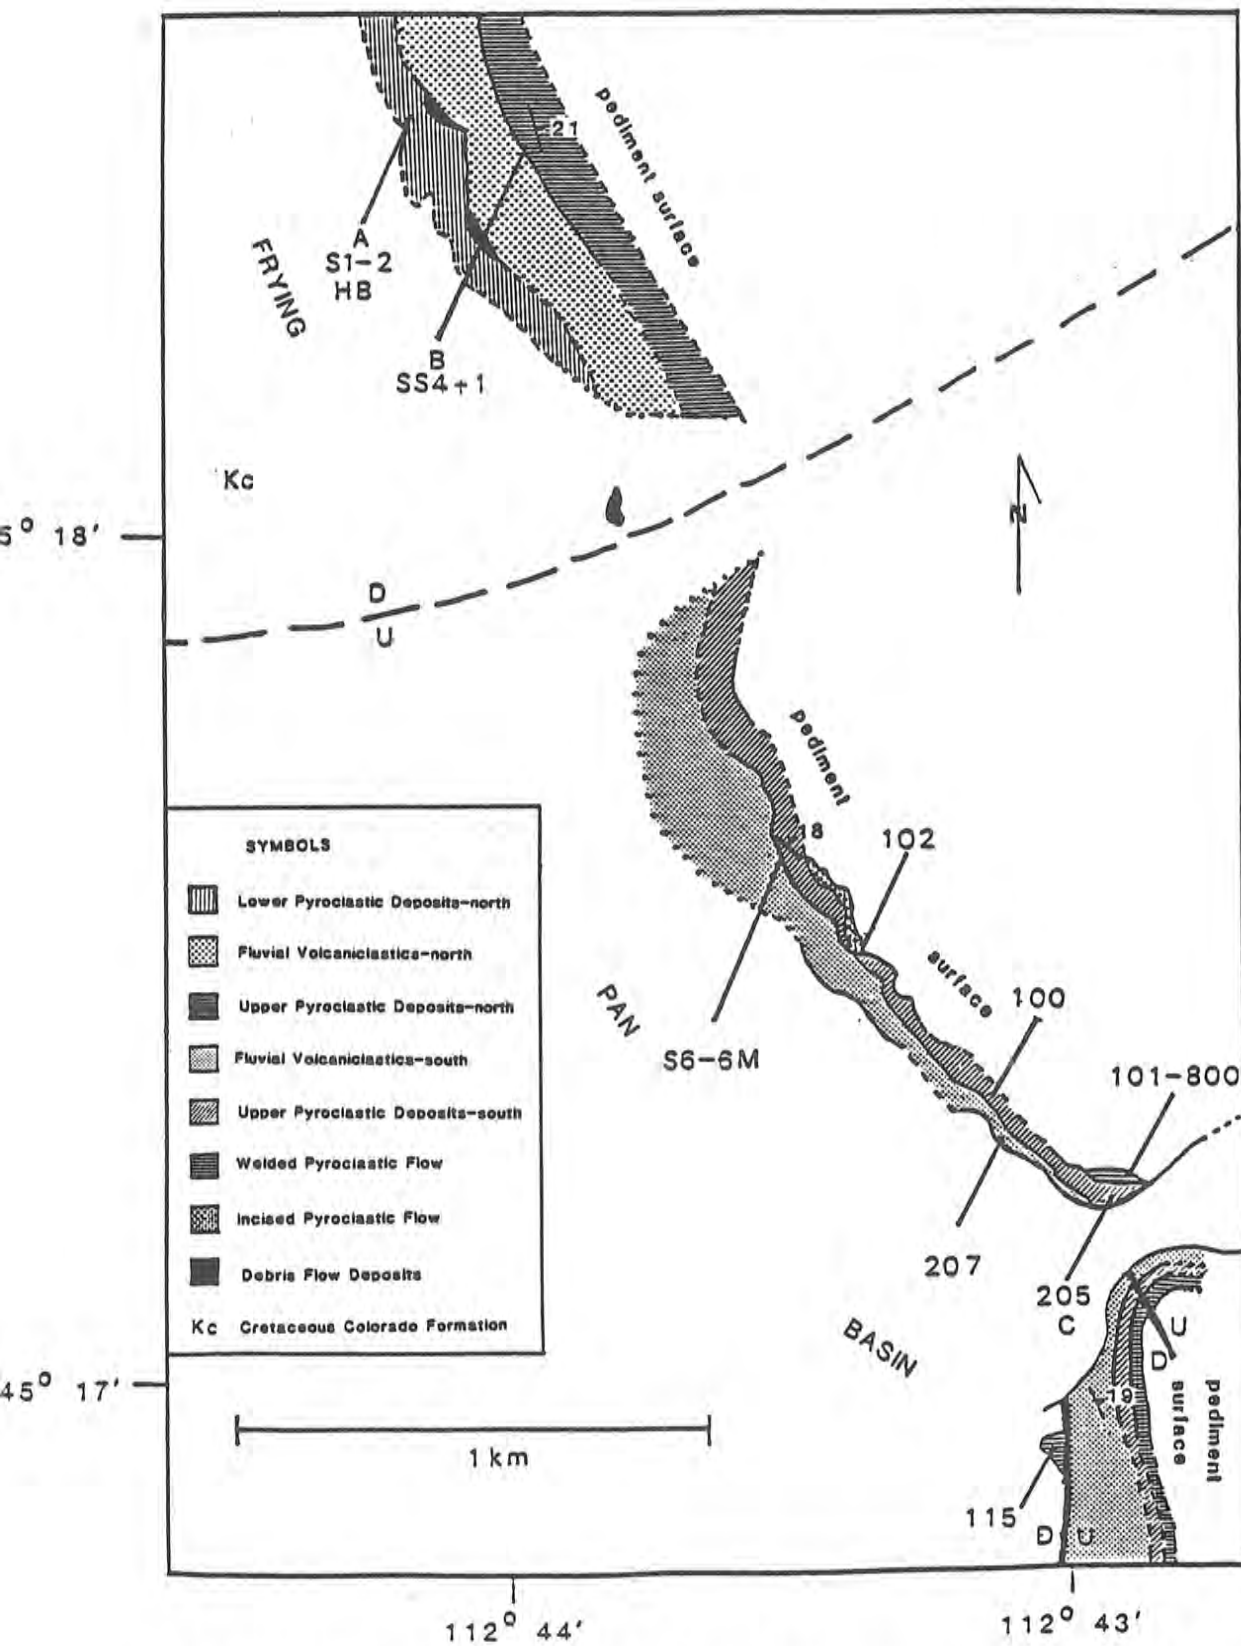 pediment surface
21
A
S1-2
HB
FRYING
B
SS4+1
Kc
N
5° 18'
D
U
pediment
18
102
SYMBOLS
Lower Pyroclastic Deposits-north
Fluvial Volcaniclastics-north
Upper Pyroclastic Deposits-north
Fluvial Volcaniclastics-south
Upper Pyroclastic Deposits-south
Welded Pyroclastic Flow
Incised Pyroclastic Flow
Debris Flow Deposits
Kc Cretaceous Colorado Formation
surface
PAN
100
S6-6M
101-800
207
205
C
U
D
BASIN
45° 17'
19
pediment
surface
1 km
115
D U
112° 44'
112° 43'